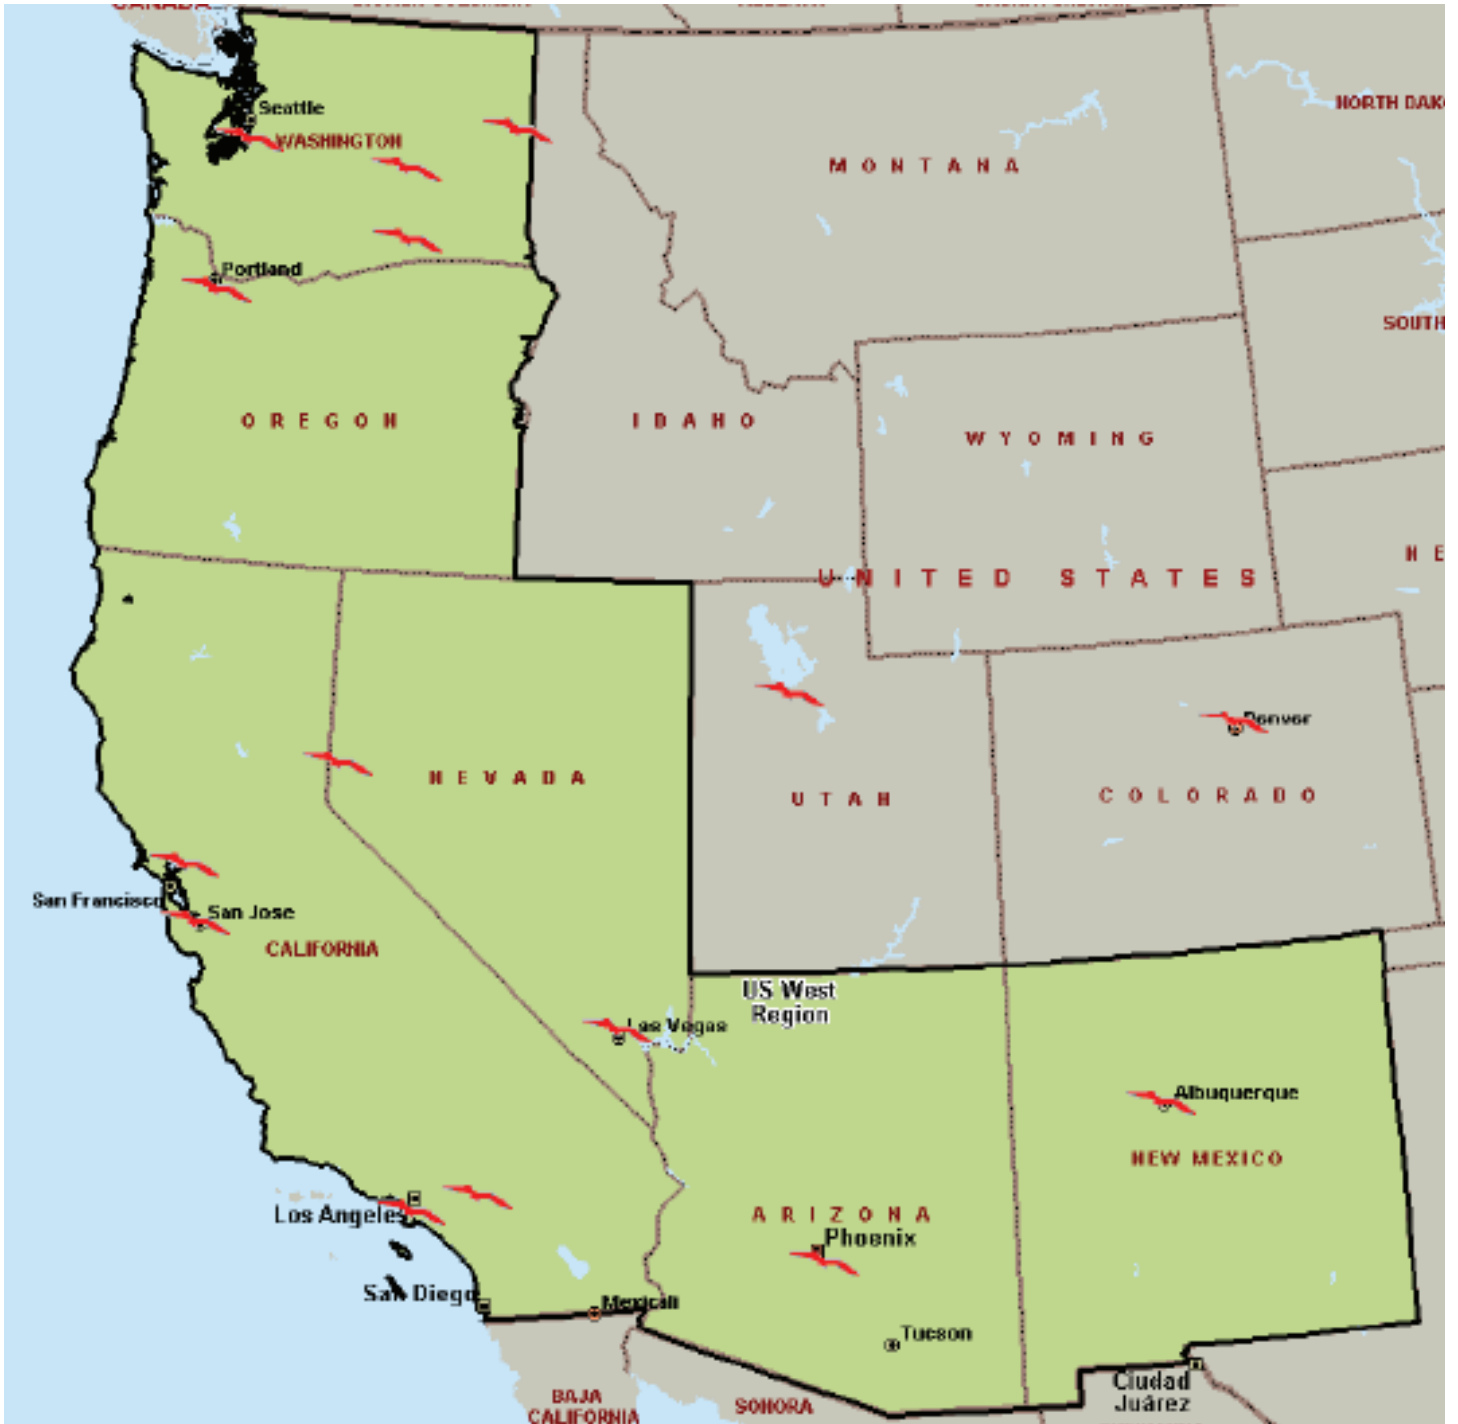 CANADA
Seattle
WASHINGTON
NORTH DAK
MONTANA
Portland
SOUTH
OREGON
IDAHO
WYOMING
NE
UNITED STATES
Denver
NEVADA
UTAH
COLORADO
San Francisco
San Jose
CALIFORNIA
US West
Region
Las Vegas
Albuquerque
NEW MEXICO
Los Angeles
ARIZONA
Phoenix
San Diego
Mexicali
Tucson
Ciudad
Juárez
BAJA
CALIFORNIA
SONORA